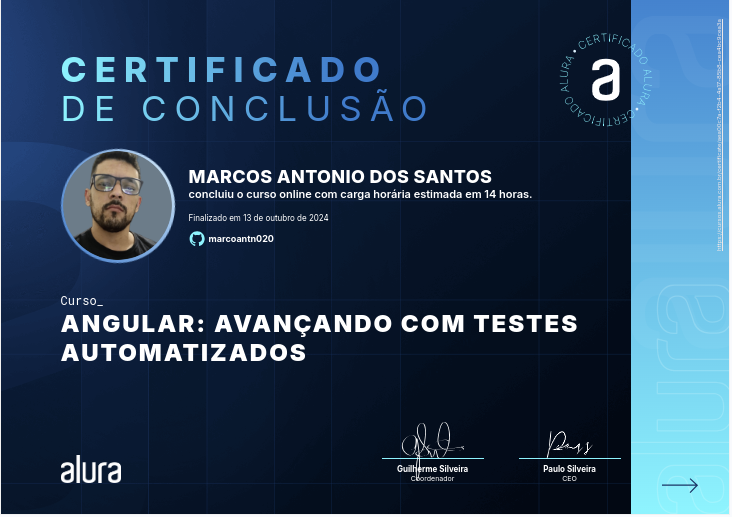 CERTIFICADO
DE CONCLUSÃO
• CERTIFICADO ALURA • CERTIFICADO ALURA
a
MARCOS ANTONIO DOS SANTOS
concluiu o curso online com carga horária estimada em 14 horas.
Finalizado em 13 de outubro de 2024
marcoantn020
Curso_
ANGULAR: AVANÇANDO COM TESTES
AUTOMATIZADOS
alura
Guilherme Silveira
Coordenador
Paulo Silveira
CEO
alura